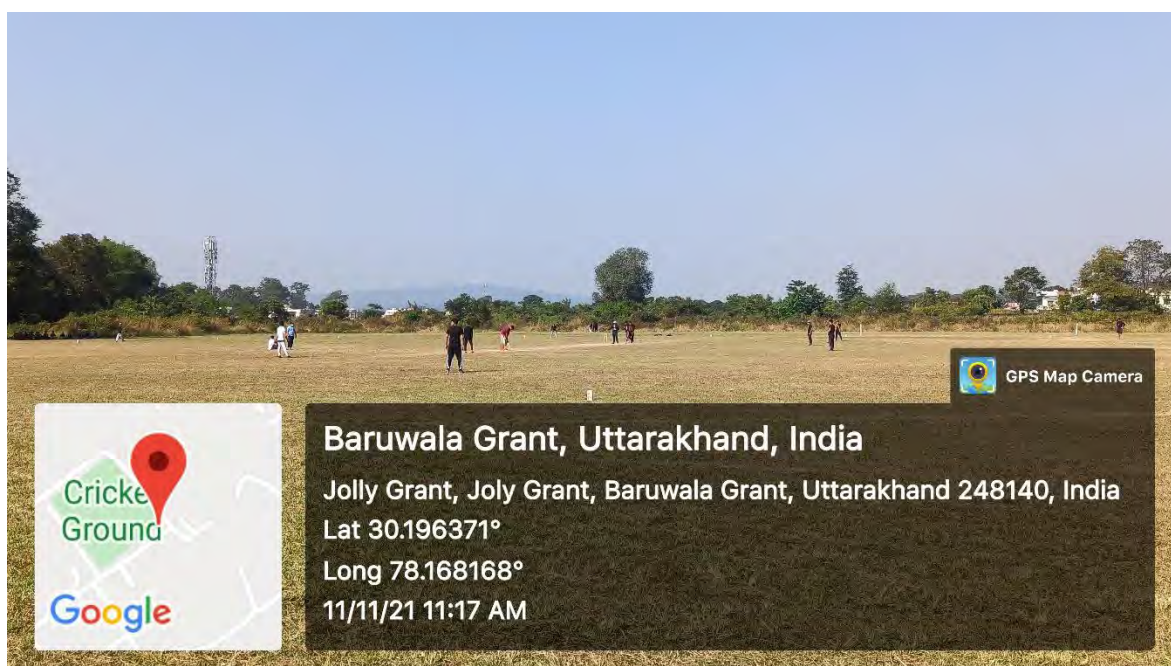 GPS Map Camera
Baruwala Grant, Uttarakhand, India
Jolly Grant, Joly Grant, Baruwala Grant, Uttarakhand 248140, India
Lat 30.196371°
Long 78.168168°
11/11/21 11:17 AM
Cricke
Ground
Google